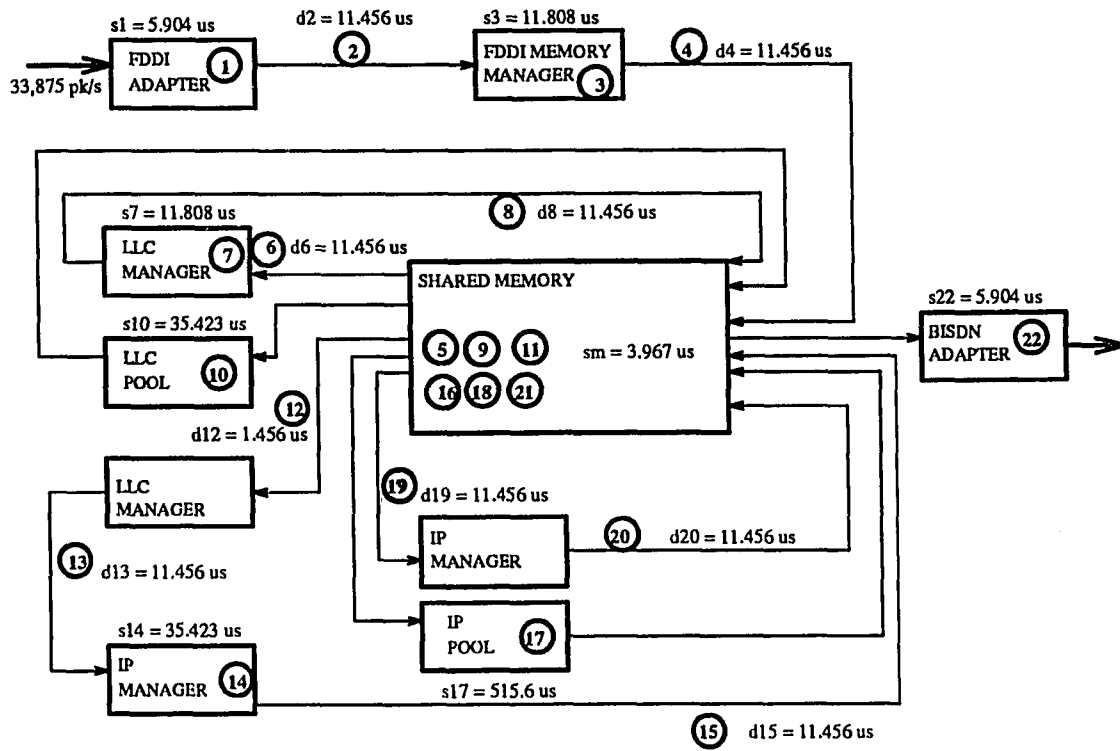 s1 = 5.904 us
d2 = 11.456 us
s3 = 11.808 us
FDDI
ADAPTER
1
2
FDDI MEMORY
MANAGER
3
4
d4 = 11.456 us
33,875 pk/s
8
d8 = 11.456 us
s7 = 11.808 us
LLC
MANAGER
7
6
d6 = 11.456 us
SHARED MEMORY
5
9
11
16
18
21
sm = 3.967 us
s22 = 5.904 us
BISDN
ADAPTER
22
s10 = 35.423 us
LLC
POOL
10
12
d12 = 1.456 us
LLC
MANAGER
19
d19 = 11.456 us
IP
MANAGER
20
d20 = 11.456 us
13
d13 = 11.456 us
IP
POOL
17
s14 = 35.423 us
IP
MANAGER
14
s17 = 515.6 us
15
d15 = 11.456 us